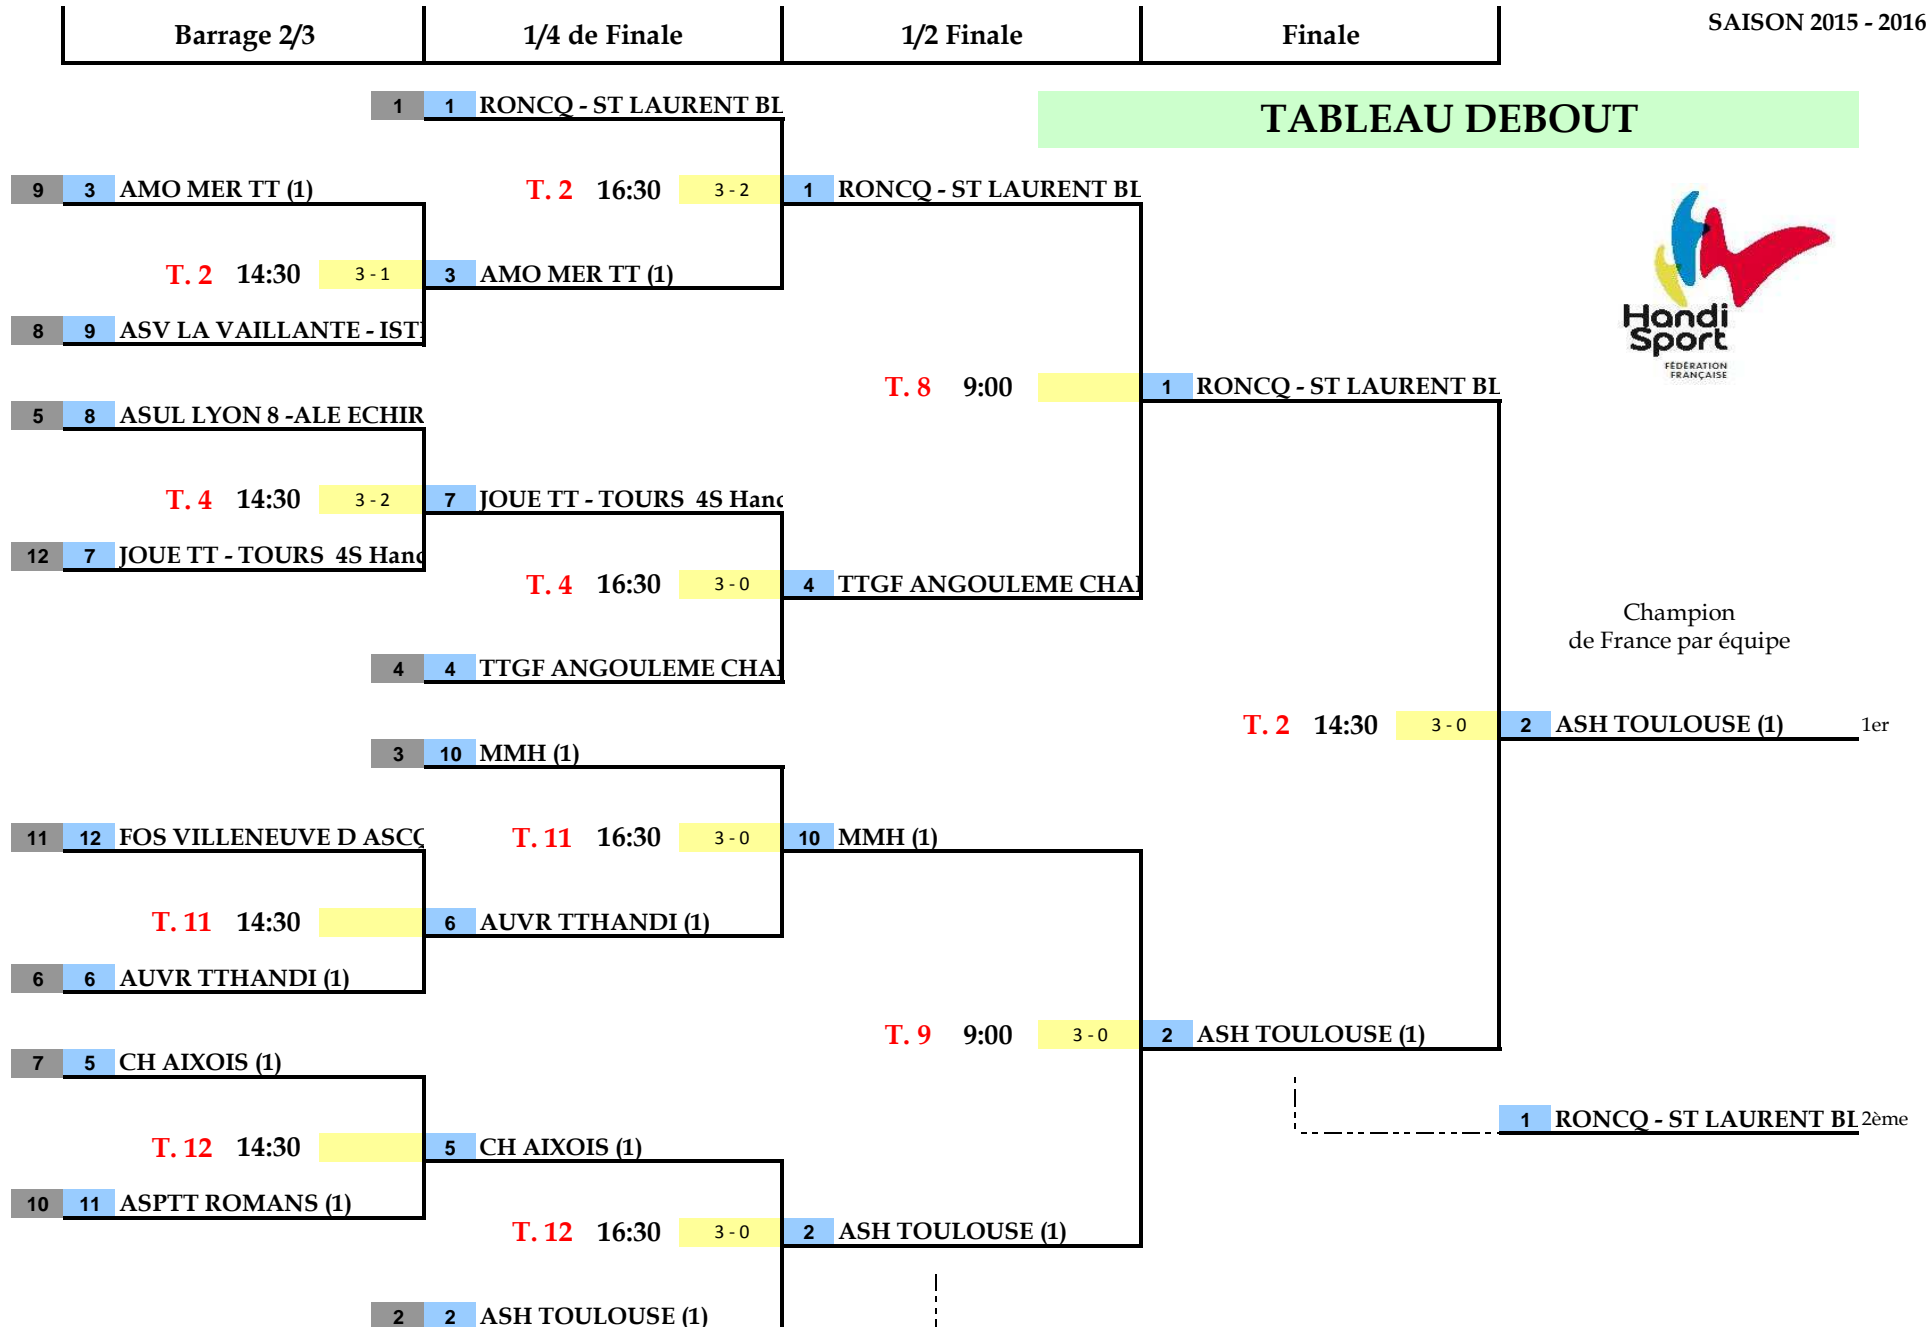 SAISON 2015 - 2016
Barrage 2/3 1/4 de Finale 1/2 Finale Finale
1 1 RONCQ - ST LAURENT BL
TABLEAU DEBOUT
9 3 AMO MER TT (1) T. 2 16:30 3 - 2 1 RONCQ - ST LAURENT BL
T. 2 14:30 3 - 1 3 AMO MER TT (1)
8 9 ASV LA VAILLANTE - IST
Handi
Sport
FÉDÉRATION
FRANÇAISE
T. 8 9:00 1 RONCQ - ST LAURENT BL
5 8 ASUL LYON 8 -ALE ECHIR
T. 4 14:30 3 - 2 7 JOUE TT - TOURS 4S Hand
12 7 JOUE TT - TOURS 4S Hand
T. 4 16:30 3 - 0 4 TTGF ANGOULEME CHA
Champion
de France par équipe
4 4 TTGF ANGOULEME CHA
T. 2 14:30 3 - 0 2 ASH TOULOUSE (1) 1er
3 10 MMH (1)
11 12 FOS VILLENEUVE D ASCQ T. 11 16:30 3 - 0 10 MMH (1)
T. 11 14:30 6 AUVR TTHANDI (1)
6 6 AUVR TTHANDI (1)
T. 9 9:00 3 - 0 2 ASH TOULOUSE (1)
7 5 CH AIXOIS (1)
1 RONCQ - ST LAURENT BL 2ème
T. 12 14:30 5 CH AIXOIS (1)
10 11 ASPTT ROMANS (1)
T. 12 16:30 3 - 0 2 ASH TOULOUSE (1)
2 2 ASH TOULOUSE (1)